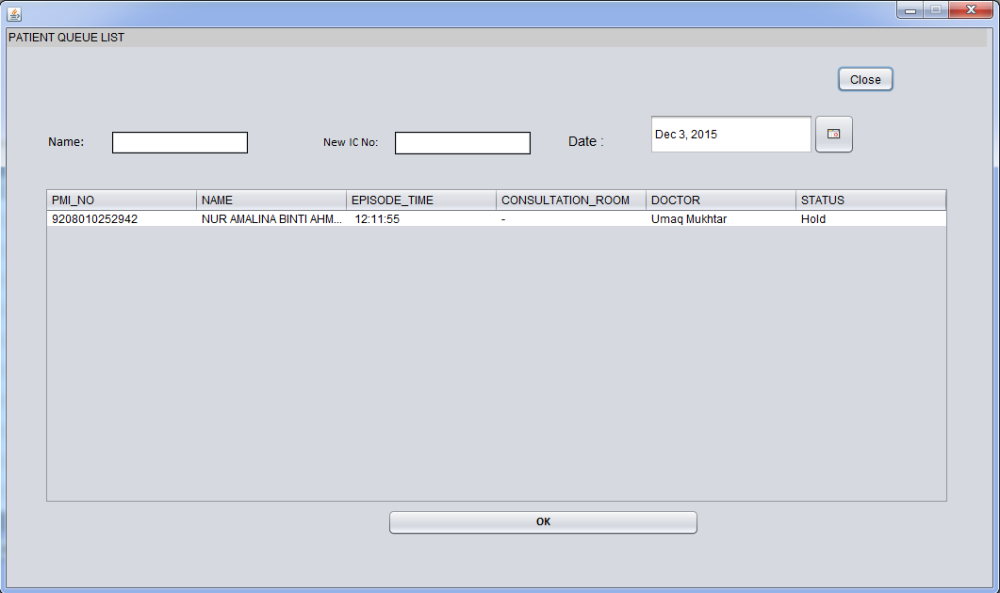 PATIENT QUEUE LIST
Close
Name: New IC No: Date : Dec 3, 2015
PMI_NO NAME EPISODE_TIME CONSULTATION_ROOM DOCTOR STATUS
9208010252942 NUR AMALINA BINTI AHM... 12:11:55 - Umaq Mukhtar Hold
OK